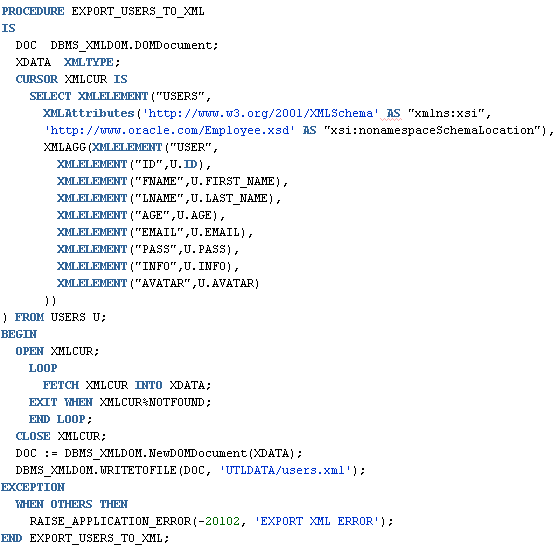 PROCEDURE EXPORT_USERS_TO_XML
IS
  DOC  DBMS_XMLDOM.DOMDocument;
  XDATA  XMLTYPE;
  CURSOR XMLCUR IS
    SELECT XMLELEMENT("USERS",
      XMLAttributes('http://www.w3.org/2001/XMLSchema' AS "xmlns:xsi",
      'http://www.oracle.com/Employee.xsd' AS "xsi:nonamespaceSchemaLocation"),
      XMLAGG(XMLELEMENT("USER",
        XMLELEMENT("ID",U.ID),
        XMLELEMENT("FNAME",U.FIRST_NAME),
        XMLELEMENT("LNAME",U.LAST_NAME),
        XMLELEMENT("AGE",U.AGE),
        XMLELEMENT("EMAIL",U.EMAIL),
        XMLELEMENT("PASS",U.PASS),
        XMLELEMENT("INFO",U.INFO),
        XMLELEMENT("AVATAR",U.AVATAR)
      ))
) FROM USERS U;
BEGIN
  OPEN XMLCUR;
    LOOP
      FETCH XMLCUR INTO XDATA;
    EXIT WHEN XMLCUR%NOTFOUND;
    END LOOP;
  CLOSE XMLCUR;
  DOC := DBMS_XMLDOM.NewDOMDocument(XDATA);
  DBMS_XMLDOM.WRITETOFILE(DOC, 'UTLDATA/users.xml');
EXCEPTION
  WHEN OTHERS THEN
    RAISE_APPLICATION_ERROR(-20102, 'EXPORT XML ERROR');
END EXPORT_USERS_TO_XML;